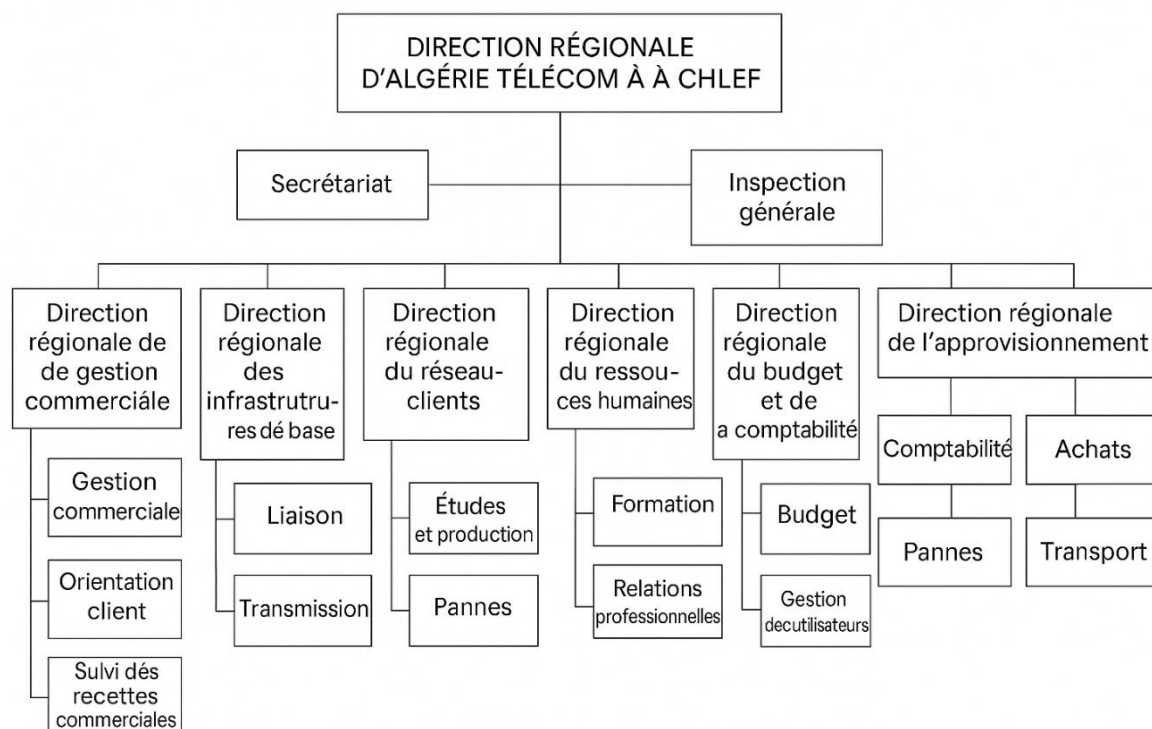 DIRECTION RÉGIONALE
D'ALGÉRIE TÉLÉCOM À À CHLEF
Secrétariat
Inspection
générale
Direction
régionale de
de gestion
commerciále
Direction
régionale
des
infrastrutru-
res dé base
Direction
régionale
du réseau-
clients
Direction
régionale
du ressou-
ces humaines
Direction
régionale
du budget
et de
a comptabilité
Direction régionale
de l'approvisionnement
Gestion
commerciale
Orientation
client
Sulvi dés
recettes
commerciales
Liaison
Transmission
Études
et production
Pannes
Formation
Relations
professionnelles
Budget
Gestion
decutilisateurs
Comptabilité
Pannes
Achats
Transport